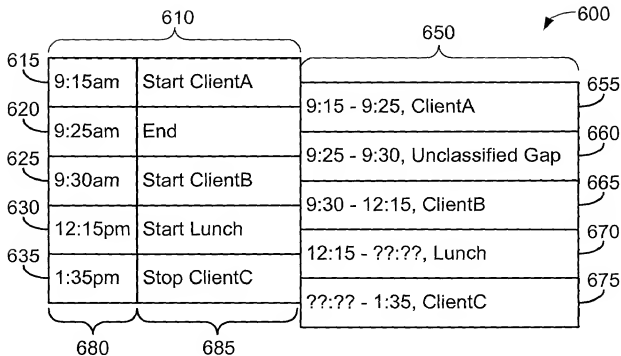 600
610
650
615
9:15am Start ClientA
655
9:15 - 9:25, ClientA
620
9:25am End
660
9:25 - 9:30, Unclassified Gap
625
9:30am Start ClientB
665
9:30 - 12:15, ClientB
630
12:15pm Start Lunch
670
12:15 - ??:??, Lunch
635
1:35pm Stop ClientC
675
??:?? - 1:35, ClientC
680 685